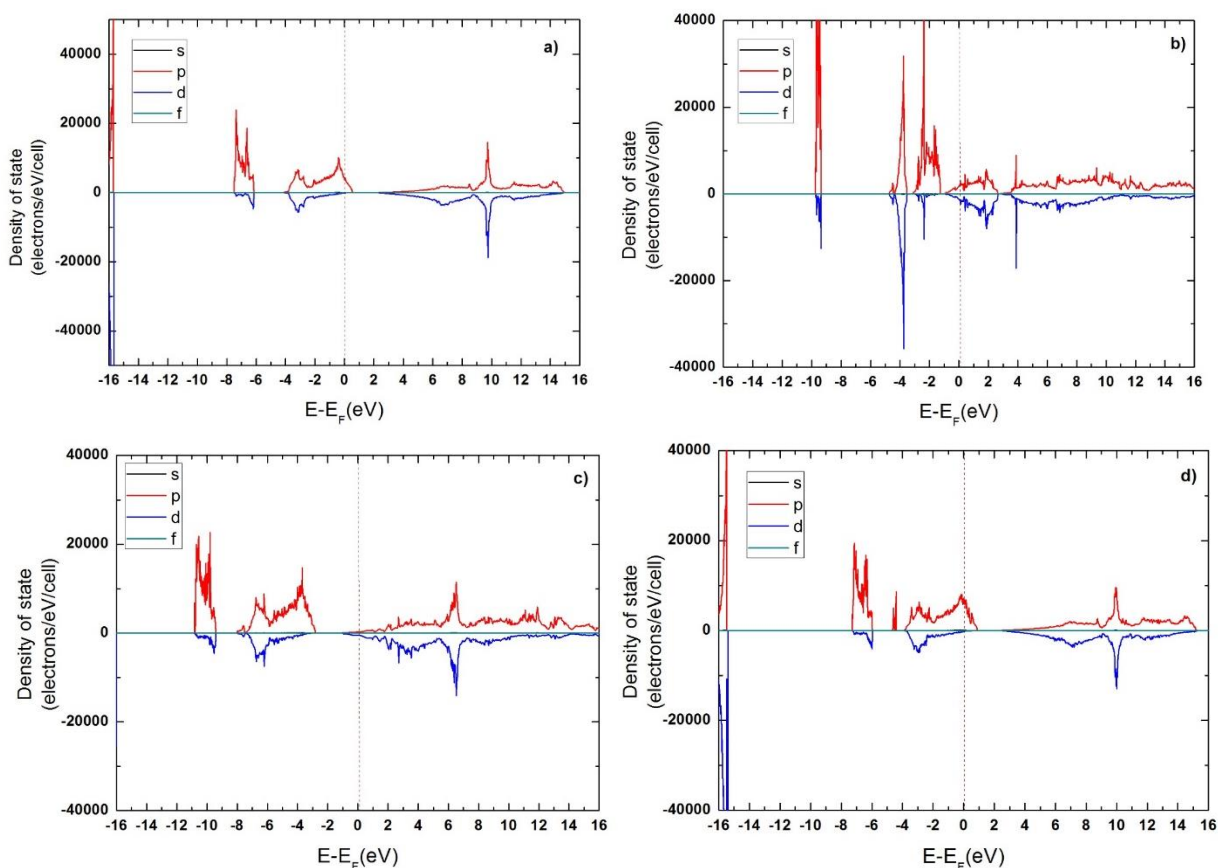 a)
s
p
d
f
40000
20000
0
-20000
-40000
Density of state
(electrons/eV/cell)
-16 -14 -12 -10 -8 -6 -4 -2 0 2 4 6 8 10 12 14 16
E-EF(eV)
b)
s
p
d
f
40000
20000
0
-20000
-40000
Density of state
(electrons/eV/cell)
-16 -14 -12 -10 -8 -6 -4 -2 0 2 4 6 8 10 12 14 16
E-EF(eV)
c)
s
p
d
f
40000
20000
0
-20000
-40000
Density of state
(electrons/eV/cell)
-16 -14 -12 -10 -8 -6 -4 -2 0 2 4 6 8 10 12 14 16
E-EF(eV)
d)
s
p
d
f
40000
20000
0
-20000
-40000
Density of state
(electrons/eV/cell)
-16 -14 -12 -10 -8 -6 -4 -2 0 2 4 6 8 10 12 14 16
E-EF(eV)